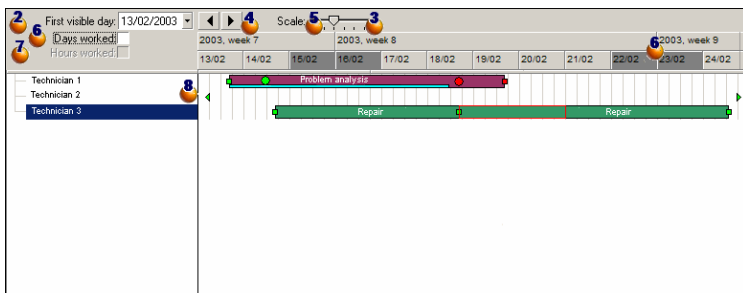 2 First visible day: 13/02/2003 4 Scale: 5 3
6 Days worked:
7 Hours worked:
2003, week 7 2003, week 8 6 2003, week 9
13/02 14/02 15/02 16/02 17/02 18/02 19/02 20/02 21/02 22/02 23/02 24/02
Technician 1 8 Problem analysis
Technician 2
Technician 3 Repair Repair